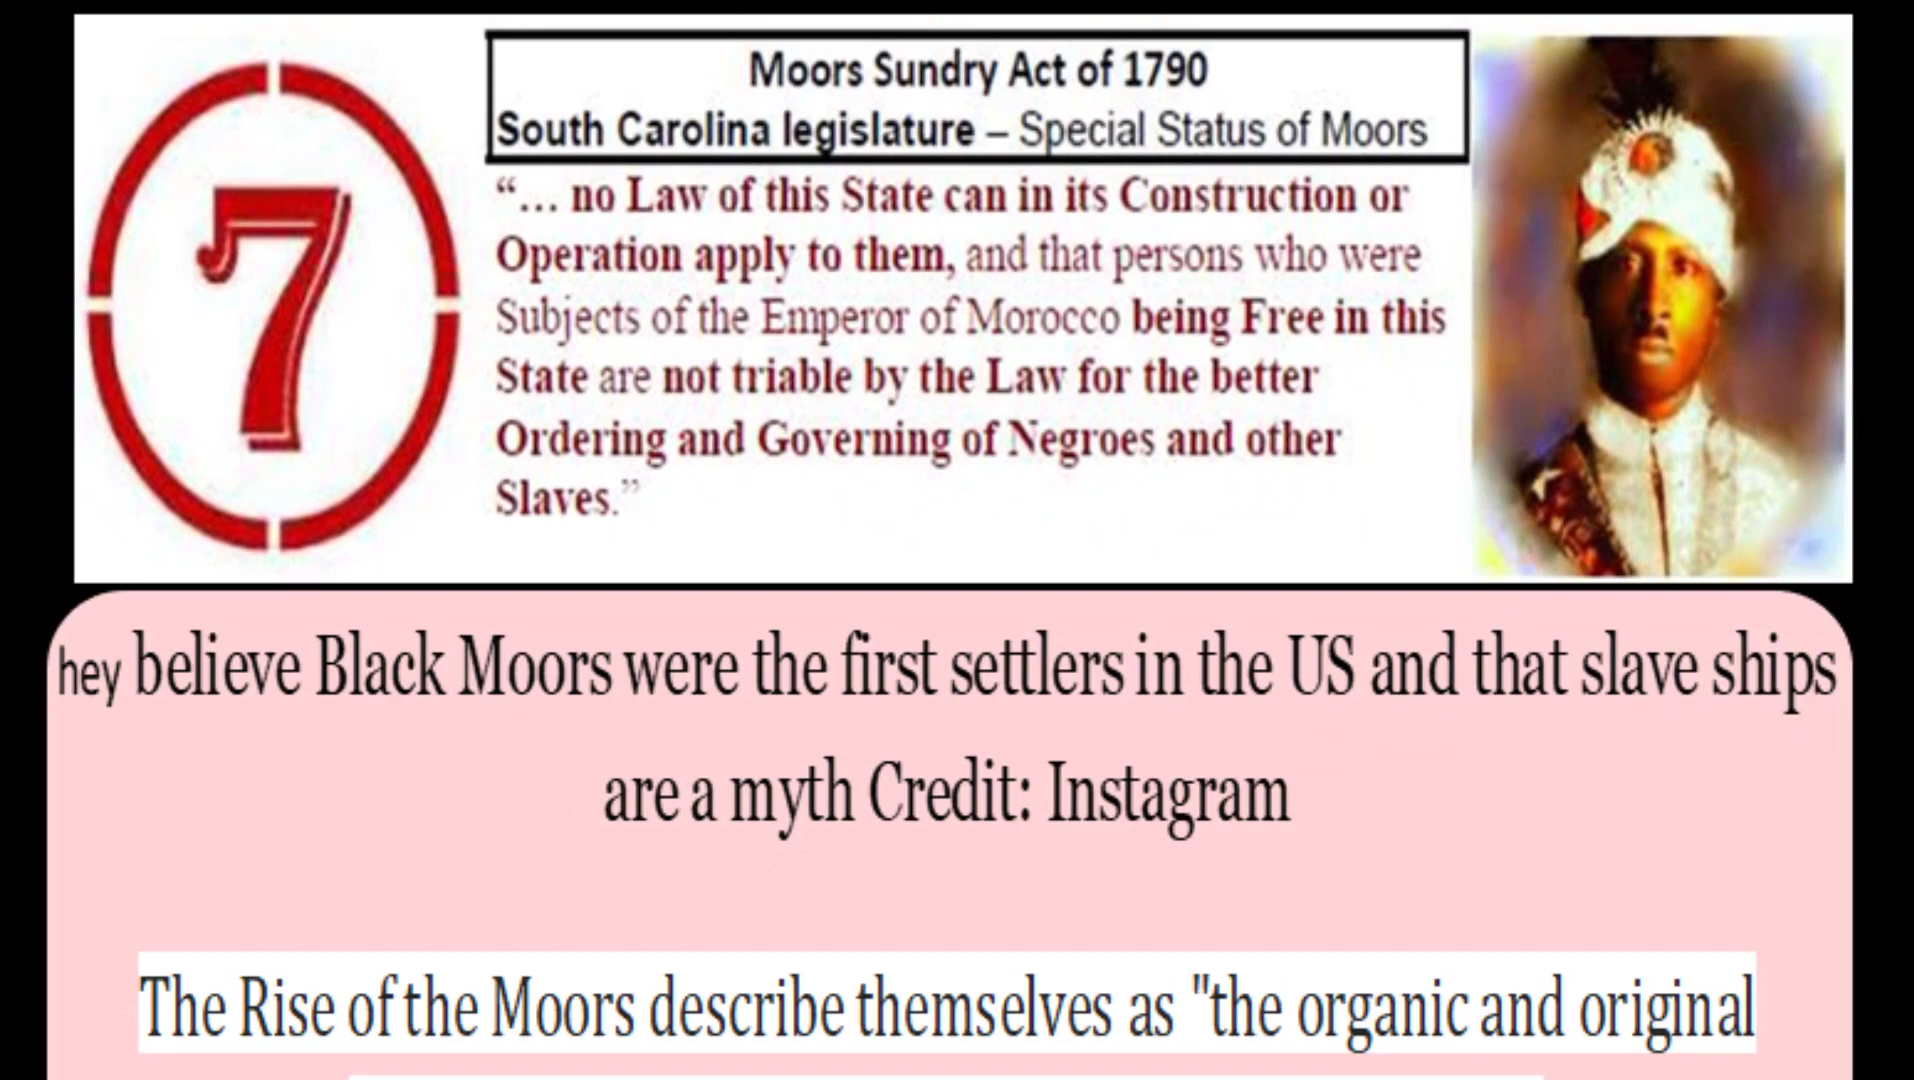 7
Moors Sundry Act of 1790
South Carolina legislature – Special Status of Moors
“... no Law of this State can in its Construction or
Operation apply to them, and that persons who were
Subjects of the Emperor of Morocco being Free in this
State are not triable by the Law for the better
Ordering and Governing of Negroes and other
Slaves.”
hey believe Black Moors were the first settlers in the US and that slave ships
are a myth Credit: Instagram
The Rise of the Moors describe themselves as "the organic and original